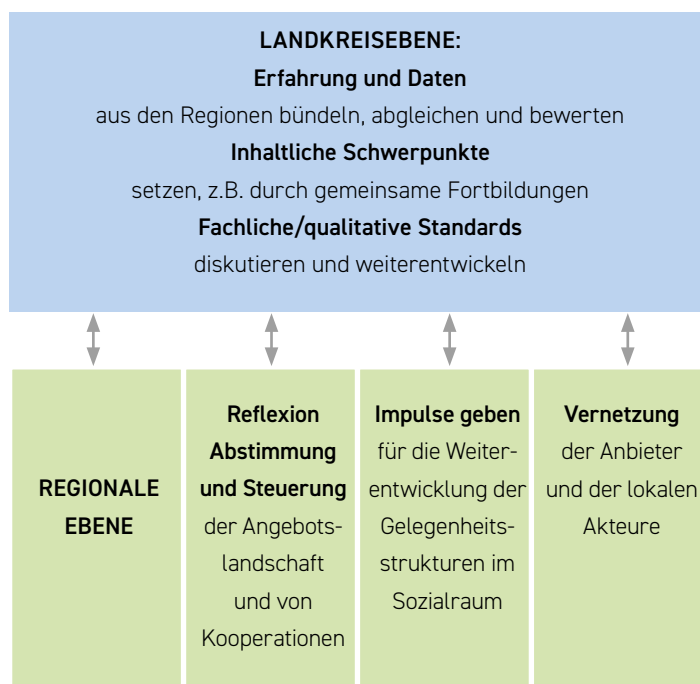 LANDKREISEBENE:
Erfahrung und Daten
aus den Regionen bündeln, abgleichen und bewerten
Inhaltliche Schwerpunkte
setzen, z.B. durch gemeinsame Fortbildungen
Fachliche/qualitative Standards
diskutieren und weiterentwickeln
REGIONALE
EBENE
Reflexion
Abstimmung
und Steuerung
der Angebots-
landschaft
und von
Kooperationen
Impulse geben
für die Weiter-
entwicklung der
Gelegenheits-
strukturen im
Sozialraum
Vernetzung
der Anbieter
und der lokalen
Akteure